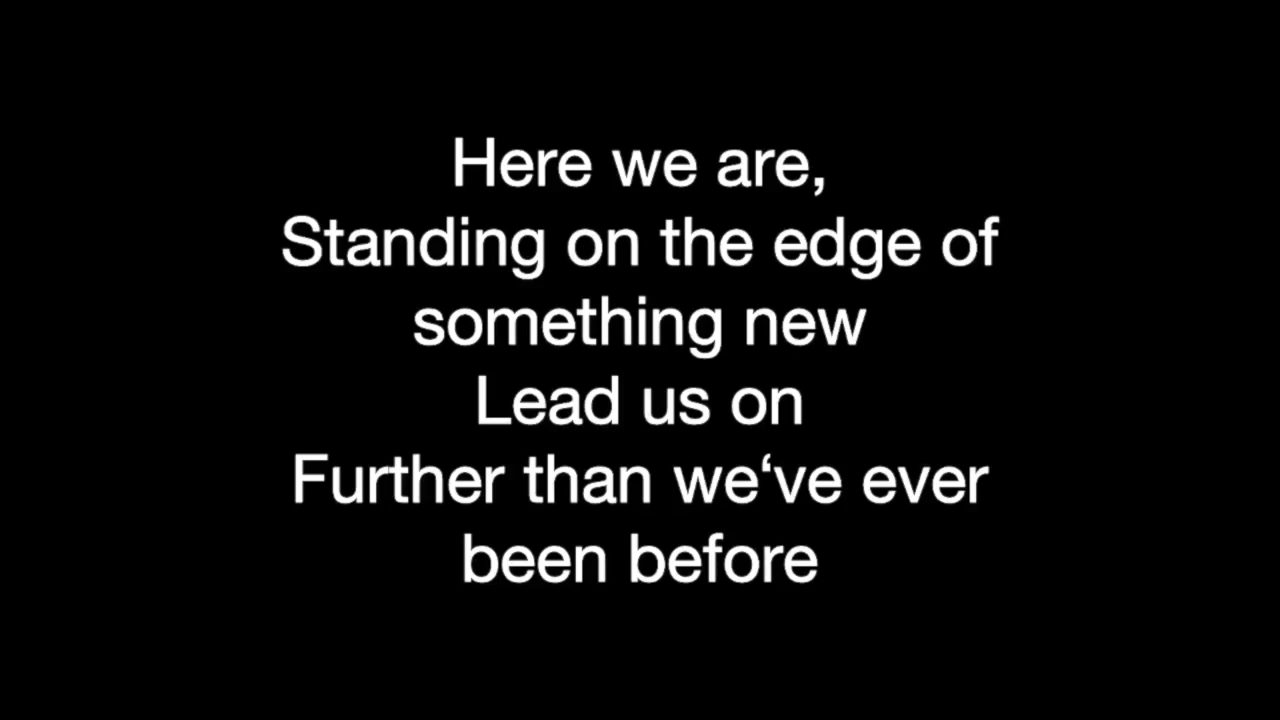 Here we are,
Standing on the edge of
something new
Lead us on
Further than we‘ve ever
been before